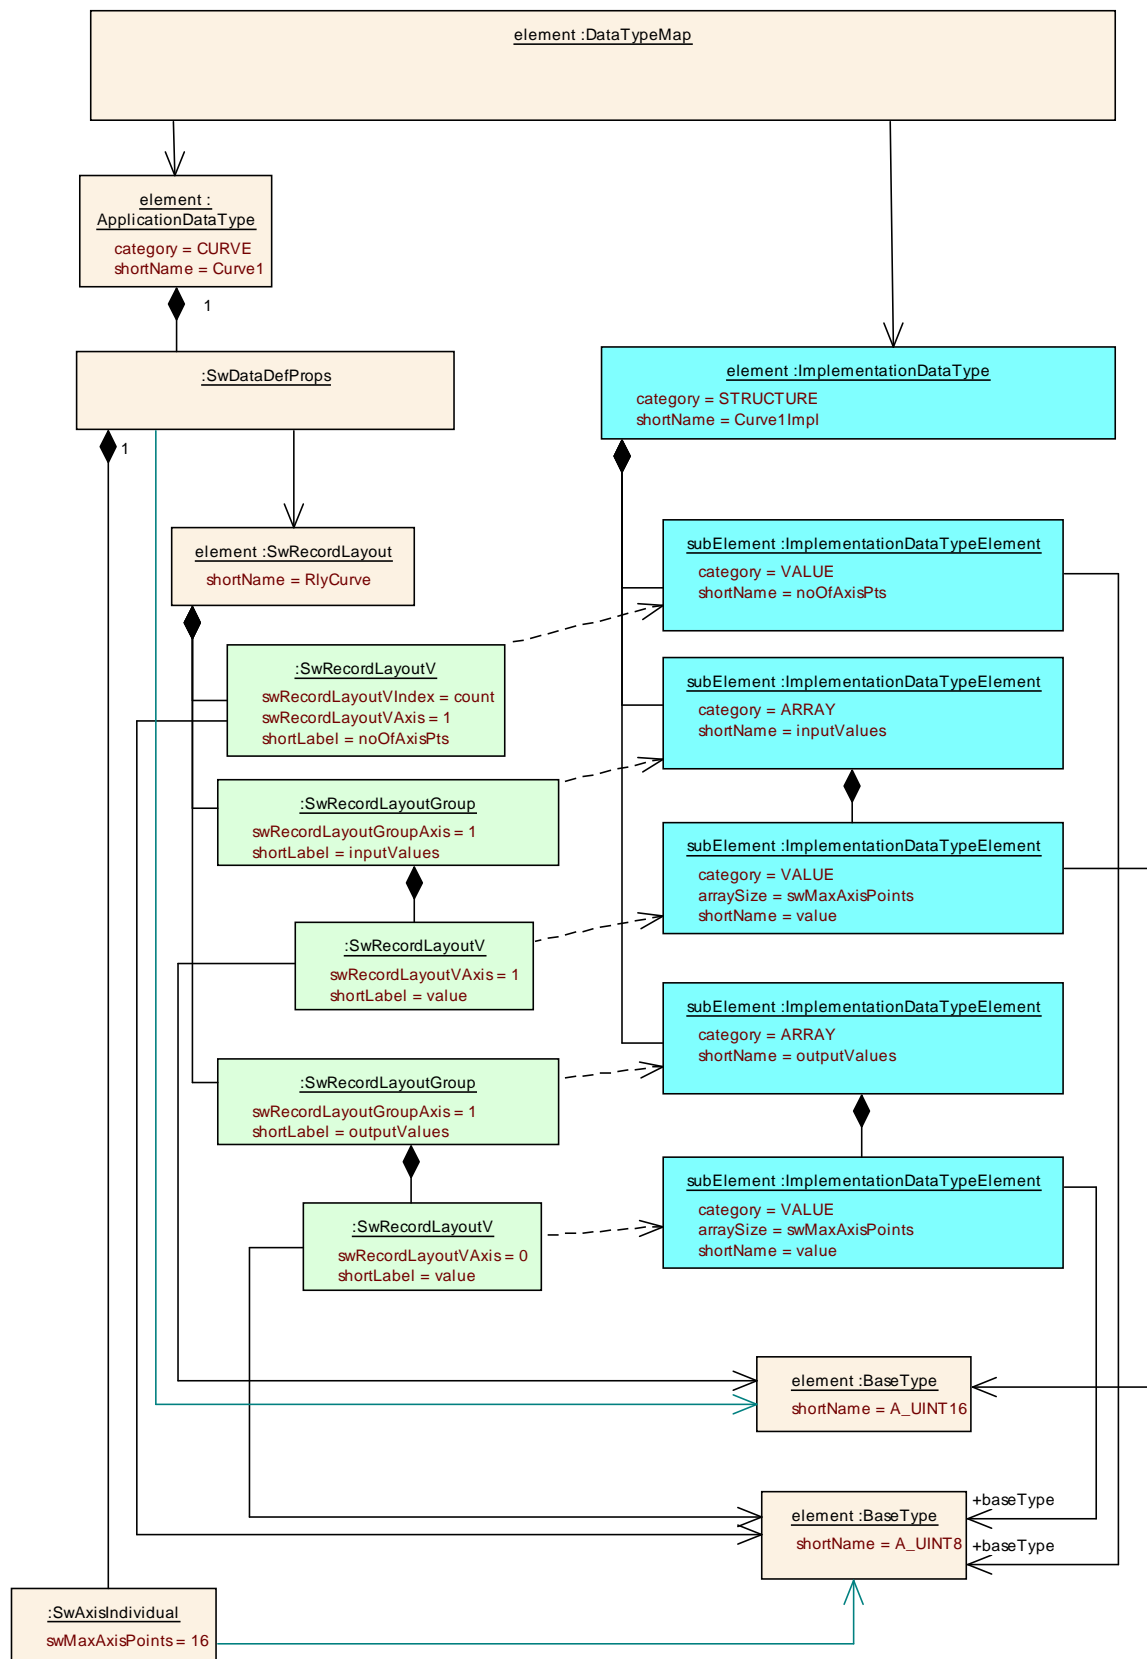 element :DataTypeMap
element :
ApplicationDataType
category = CURVE
shortName = Curve1
1
:SwDataDefProps
1
element :ImplementationDataType
category = STRUCTURE
shortName = Curve1Impl
element :SwRecordLayout
shortName = RlyCurve
subElement :ImplementationDataTypeElement
category = VALUE
shortName = noOfAxisPts
:SwRecordLayoutV
swRecordLayoutVIndex = count
swRecordLayoutVAxis = 1
shortLabel = noOfAxisPts
subElement :ImplementationDataTypeElement
category = ARRAY
shortName = inputValues
:SwRecordLayoutGroup
swRecordLayoutGroupAxis = 1
shortLabel = inputValues
subElement :ImplementationDataTypeElement
category = VALUE
arraySize = swMaxAxisPoints
shortName = value
:SwRecordLayoutV
swRecordLayoutVAxis = 1
shortLabel = value
subElement :ImplementationDataTypeElement
category = ARRAY
shortName = outputValues
:SwRecordLayoutGroup
swRecordLayoutGroupAxis = 1
shortLabel = outputValues
subElement :ImplementationDataTypeElement
category = VALUE
arraySize = swMaxAxisPoints
shortName = value
:SwRecordLayoutV
swRecordLayoutVAxis = 0
shortLabel = value
element :BaseType
shortName = A_UINT16
element :BaseType
shortName = A_UINT8
+baseType
+baseType
:SwAxisIndividual
swMaxAxisPoints = 16